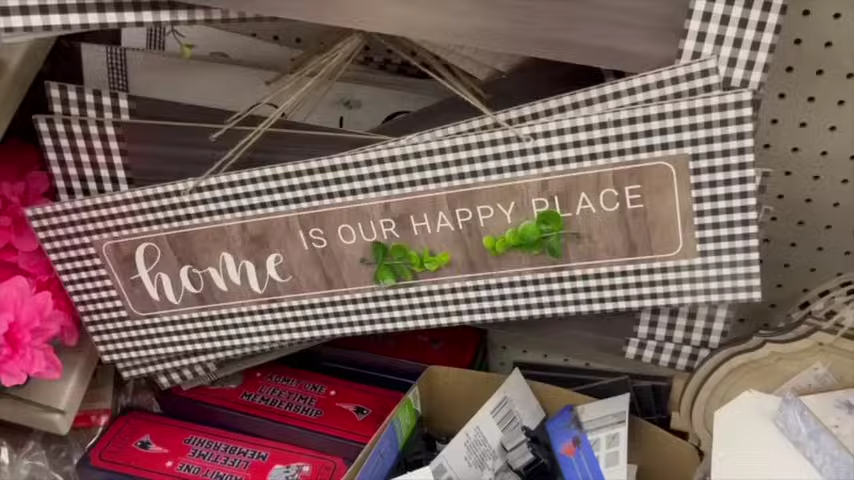 home IS OUR HAPPY PLACE
ADMIT ONE
LIFETIME
MEMBERSHIP
ADMIT ONE
LIFETIME
MEMBERSHIP